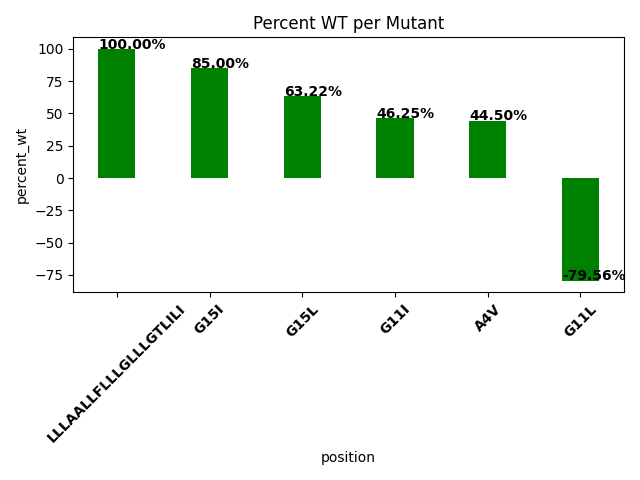 Percent WT per Mutant
percent_wt
100
75
50
25
0
−25
−50
−75
100.00%
85.00%
63.22%
46.25%
44.50%
-79.56%
LLLAALLFLLLGLLLGTLILI
G15I
G15L
G11I
A4V
G11L
position